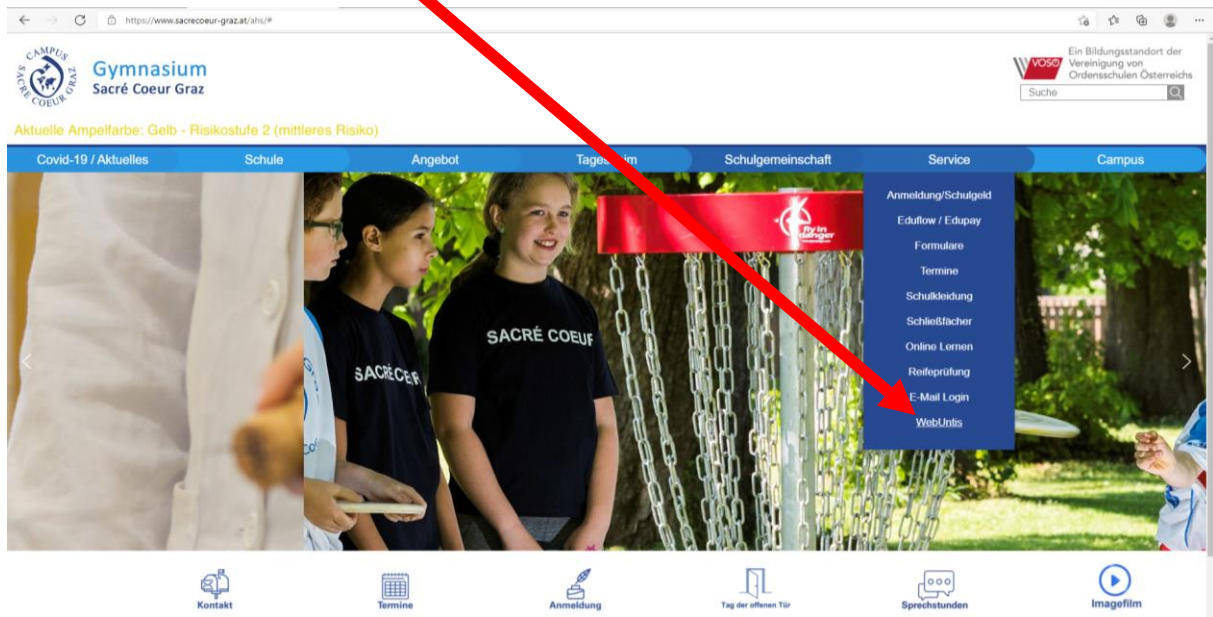 https://www.sacrecoeur-graz.at/ahs/#
CAMPUS
SACRE COEUR GRAZ
Gymnasium
Sacré Coeur Graz
VOSÖ
Ein Bildungsstandort der
Vereinigung von
Ordensschulen Österreichs
Suche
Aktuelle Ampelfarbe: Gelb - Risikostufe 2 (mittleres Risiko)
Covid-19 / Aktuelles
Schule
Angebot
Schulgemeinschaft
Service
Campus
Anmeldung/Schulgeld
Eduflow / Edupay
Formulare
Termine
Schulkleidung
Schließfächer
Online Lernen
Reifeprüfung
E-Mail Login
WebUntis
fly in
danger
SACRÉ COEUR
Kontakt
Termine
Anmeldung
Tag der offenen Tür
Sprechstunden
Imagefilm